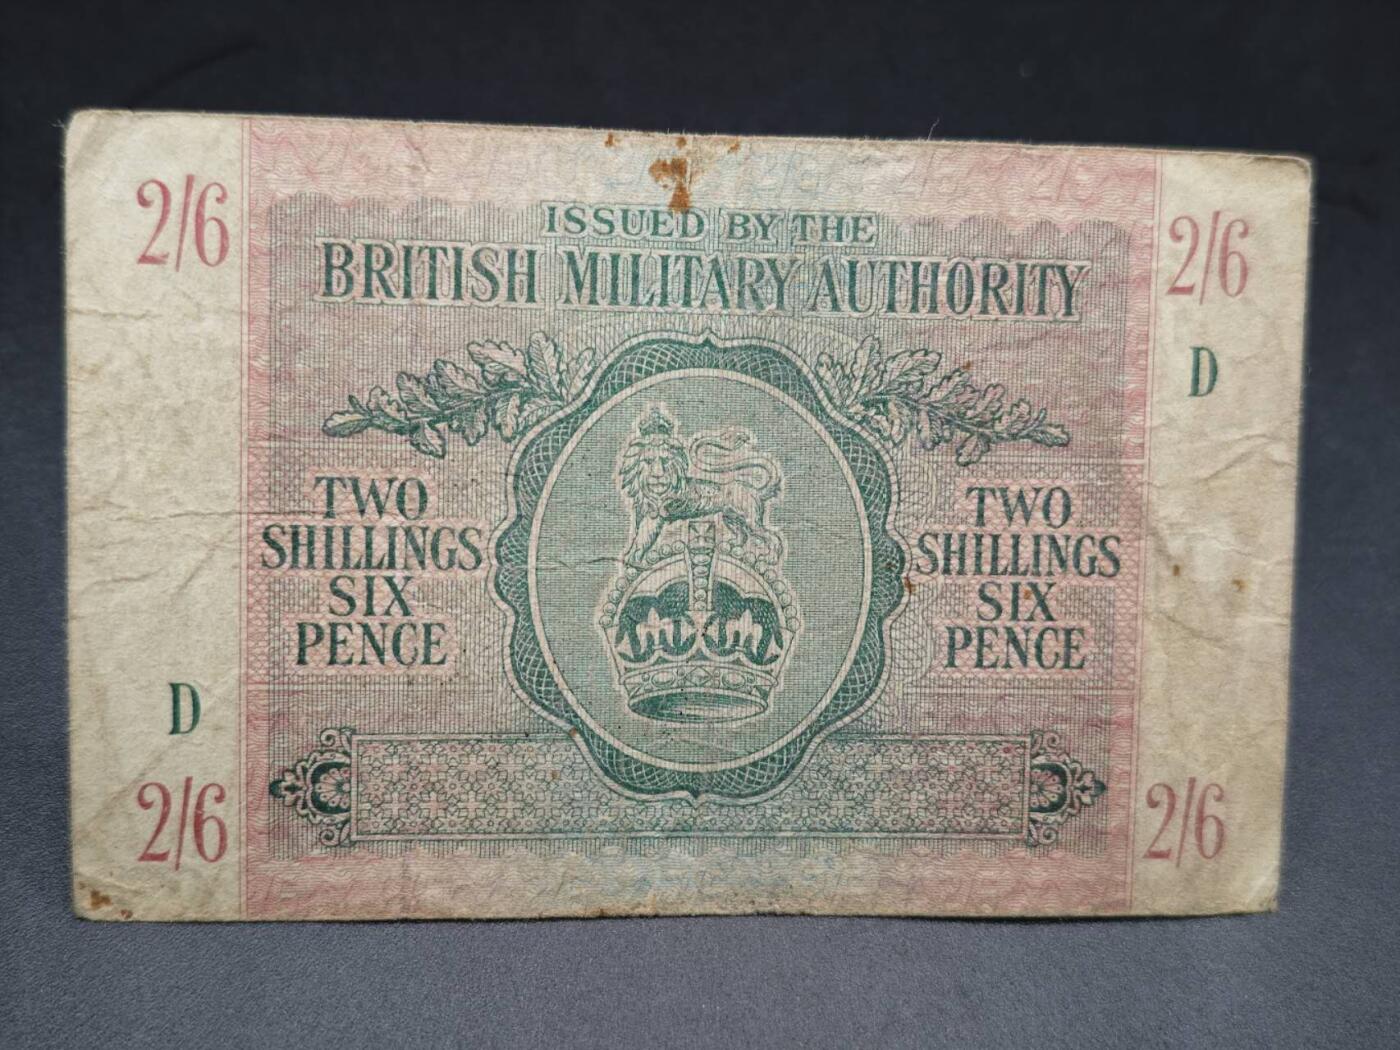 2/6
2/6
ISSUED BY THE
BRITISH MILITARY AUTHORITY
D
TWO
SHILLINGS
SIX
PENCE
TWO
SHILLINGS
SIX
PENCE
D
2/6
2/6